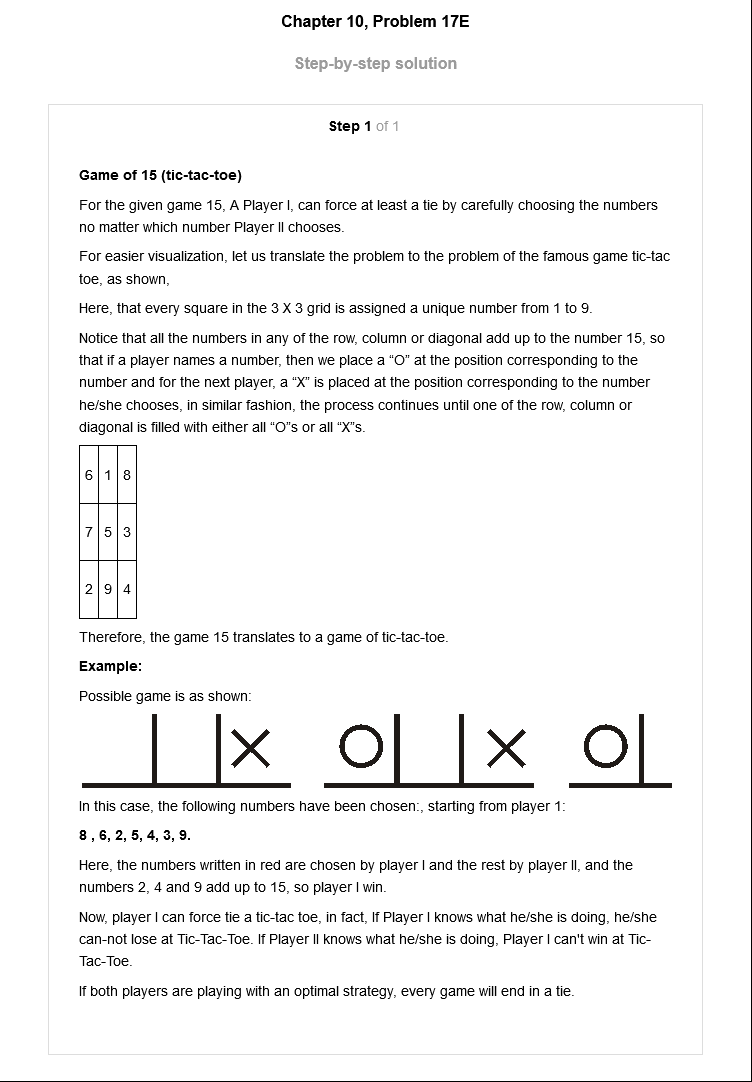 Chapter 10, Problem 17E
Step-by-step solution
Step 1 of 1
Game of 15 (tic-tac-toe)
For the given game 15, A Player I, can force at least a tie by carefully choosing the numbers
no matter which number Player II chooses.
For easier visualization, let us translate the problem to the problem of the famous game tic-tac
toe, as shown,
Here, that every square in the 3 X 3 grid is assigned a unique number from 1 to 9.
Notice that all the numbers in any of the row, column or diagonal add up to the number 15, so
that if a player names a number, then we place a “O” at the position corresponding to the
number and for the next player, a “X” is placed at the position corresponding to the number
he/she chooses, in similar fashion, the process continues until one of the row, column or
diagonal is filled with either all “O”s or all “X”s.
6 1 8
7 5 3
2 9 4
Therefore, the game 15 translates to a game of tic-tac-toe.
Example:
Possible game is as shown:
X O X O
In this case, the following numbers have been chosen:, starting from player 1:
8 , 6, 2, 5, 4, 3, 9.
Here, the numbers written in red are chosen by player I and the rest by player II, and the
numbers 2, 4 and 9 add up to 15, so player I win.
Now, player I can force tie a tic-tac toe, in fact, If Player I knows what he/she is doing, he/she
can-not lose at Tic-Tac-Toe. If Player II knows what he/she is doing, Player I can't win at Tic-
Tac-Toe.
If both players are playing with an optimal strategy, every game will end in a tie.